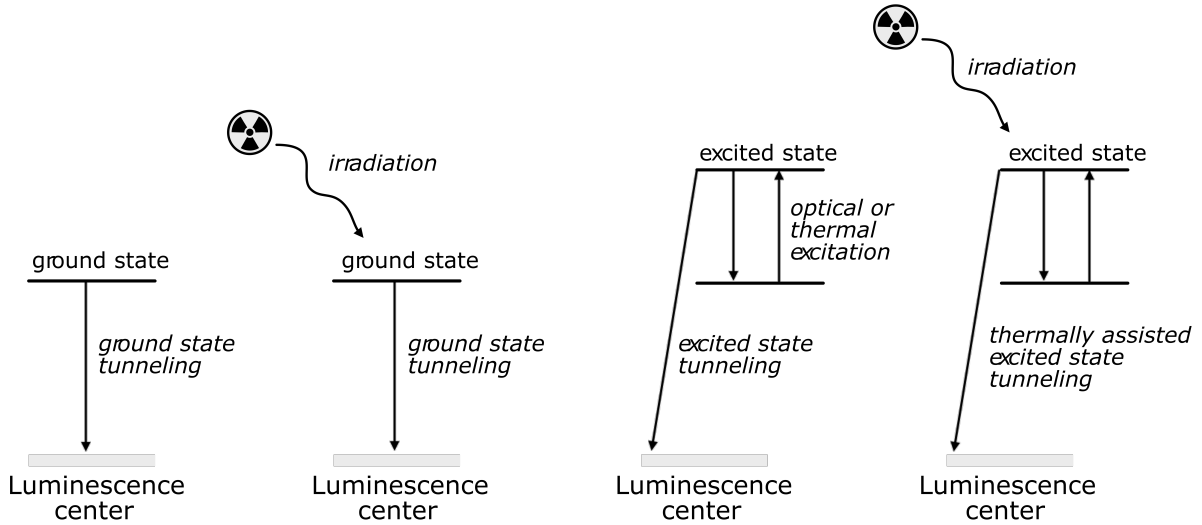 ground state
ground state
tunneling
Luminescence
center
irradiation
ground state
ground state
tunneling
Luminescence
center
excited state
optical or
thermal
excitation
excited state
tunneling
Luminescence
center
irradiation
excited state
thermally assisted
excited state
tunneling
Luminescence
center